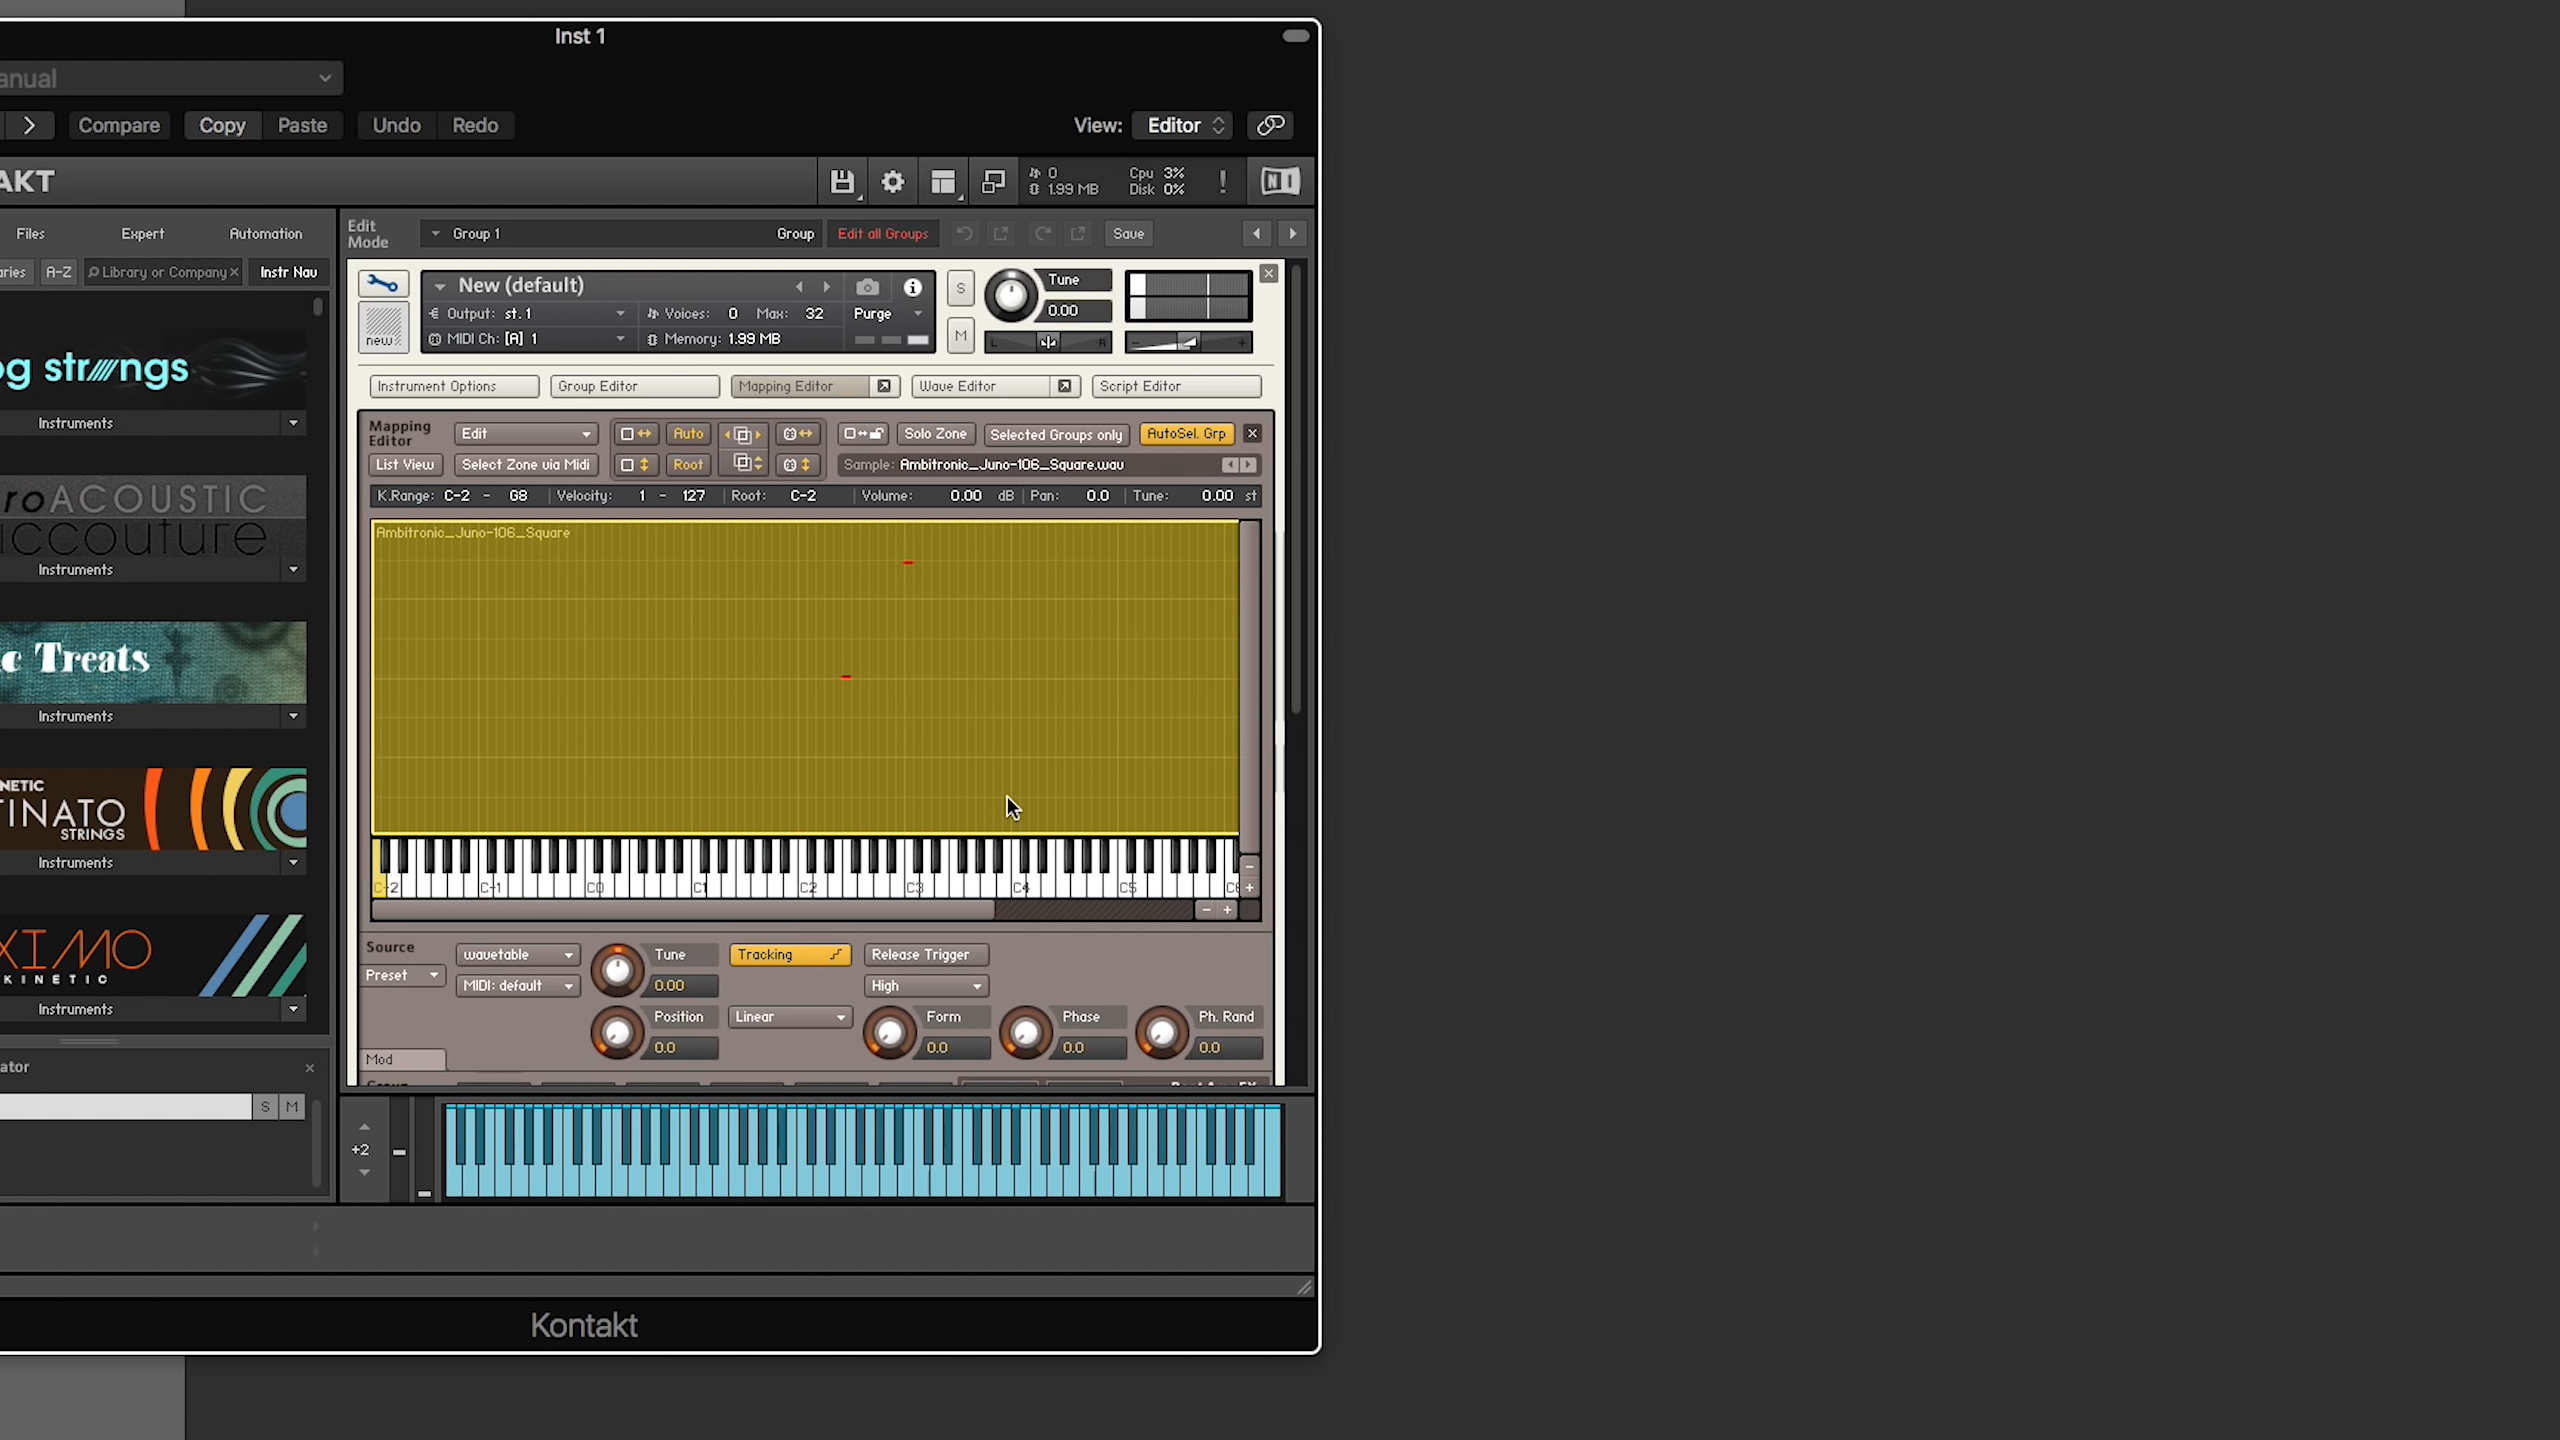 Inst 1
anual
Compare Copy Paste Undo Redo View: Editor
AKT 0 1.99 MB Cpu 3% Disk 0% !
Files Expert Automation
Edit Mode Group 1 Group Edit all Groups Save
ries A-Z Library or Company × Instr Nav
og strings
Instruments
ro ACOUSTIC
iccouture
Instruments
c Treats
Instruments
NETIC
TINATO
STRINGS
Instruments
XIMO
KINETIC
Instruments
ator ×
S M
New (default) S Tune
Output: st.1 Voices: 0 Max: 32 Purge 0.00
new MIDI Ch: [A] 1 Memory: 1.99 MB M L R - +
Instrument Options Group Editor Mapping Editor Wave Editor Script Editor
Mapping Editor Edit Auto Solo Zone Selected Groups only AutoSel. Grp
List View Select Zone via Midi Root Sample: Ambitronic_Juno-106_Square.wav
K.Range: C-2 - G8 Velocity: 1 - 127 Root: C-2 Volume: 0.00 dB Pan: 0.0 Tune: 0.00 st
Ambitronic_Juno-106_Square
C-2 C-1 C0 C1 C2 C3 C4 C5
Source wavetable Tune Tracking Release Trigger
Preset MIDI: default 0.00 High
Position Linear Form Phase Ph. Rand
0.0 0.0 0.0 0.0
Mod
+2
Kontakt